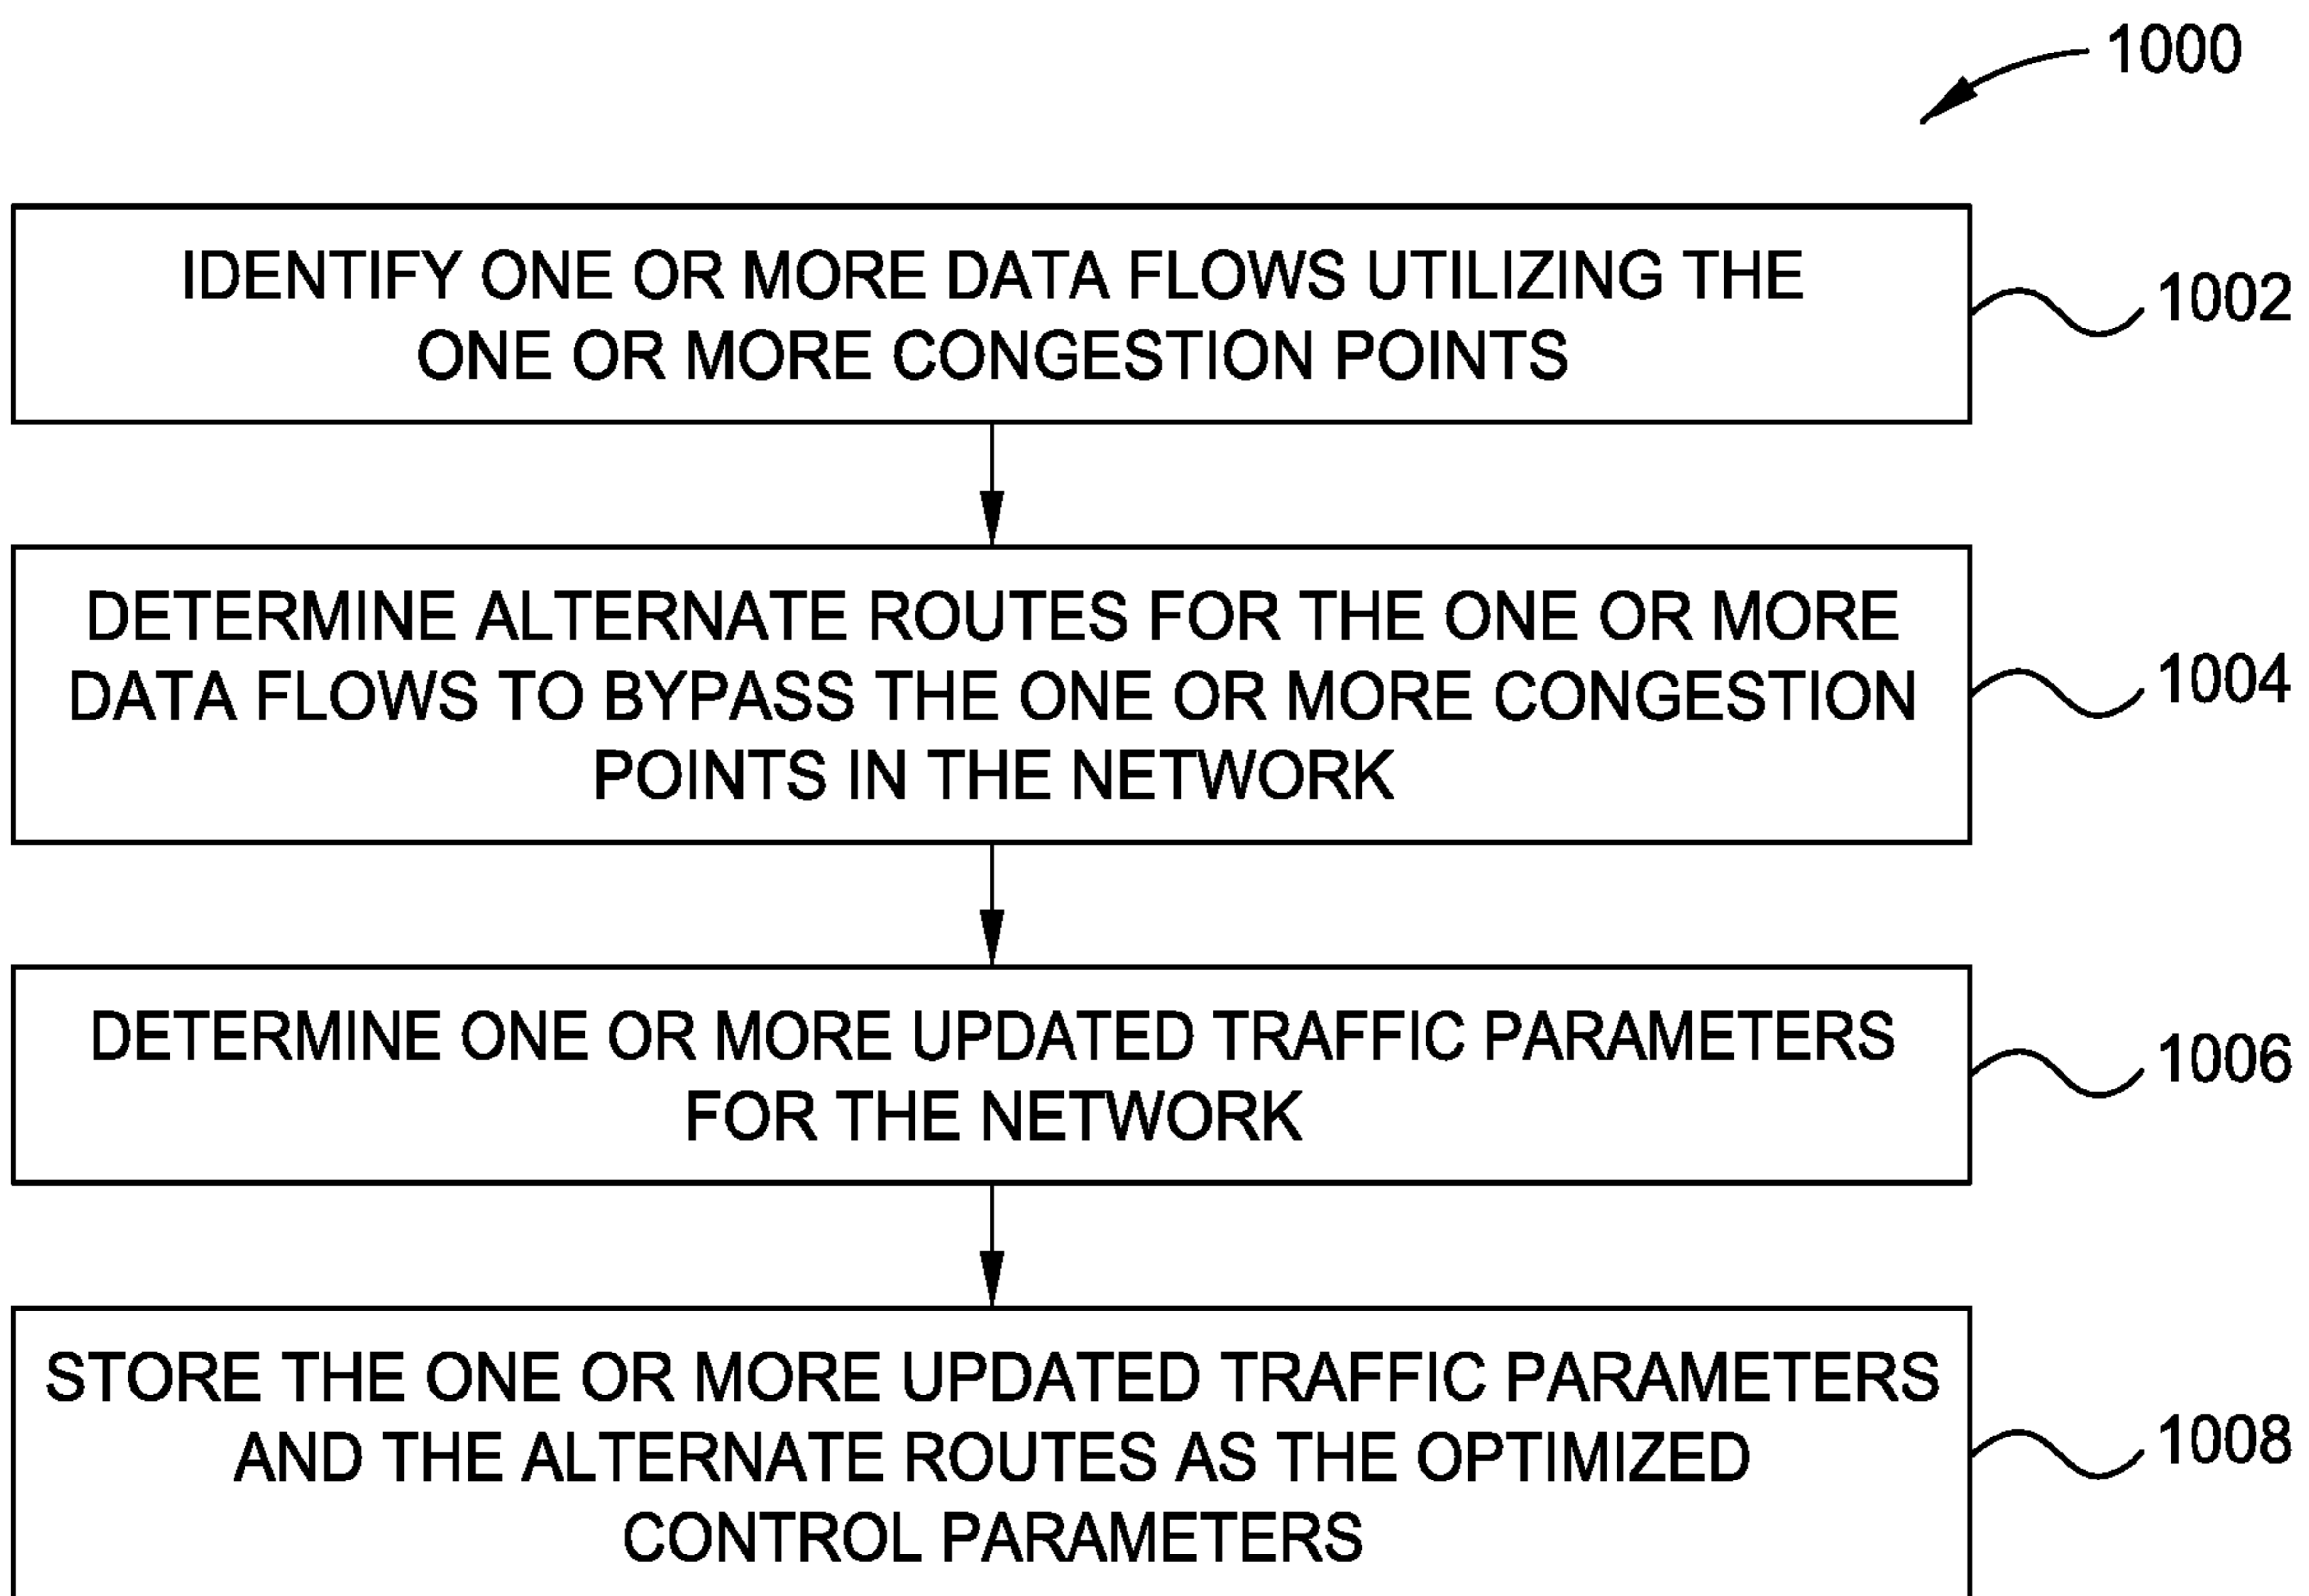 1000
IDENTIFY ONE OR MORE DATA FLOWS UTILIZING THE
ONE OR MORE CONGESTION POINTS
1002
DETERMINE ALTERNATE ROUTES FOR THE ONE OR MORE
DATA FLOWS TO BYPASS THE ONE OR MORE CONGESTION
POINTS IN THE NETWORK
1004
DETERMINE ONE OR MORE UPDATED TRAFFIC PARAMETERS
FOR THE NETWORK
1006
STORE THE ONE OR MORE UPDATED TRAFFIC PARAMETERS
AND THE ALTERNATE ROUTES AS THE OPTIMIZED
CONTROL PARAMETERS
1008